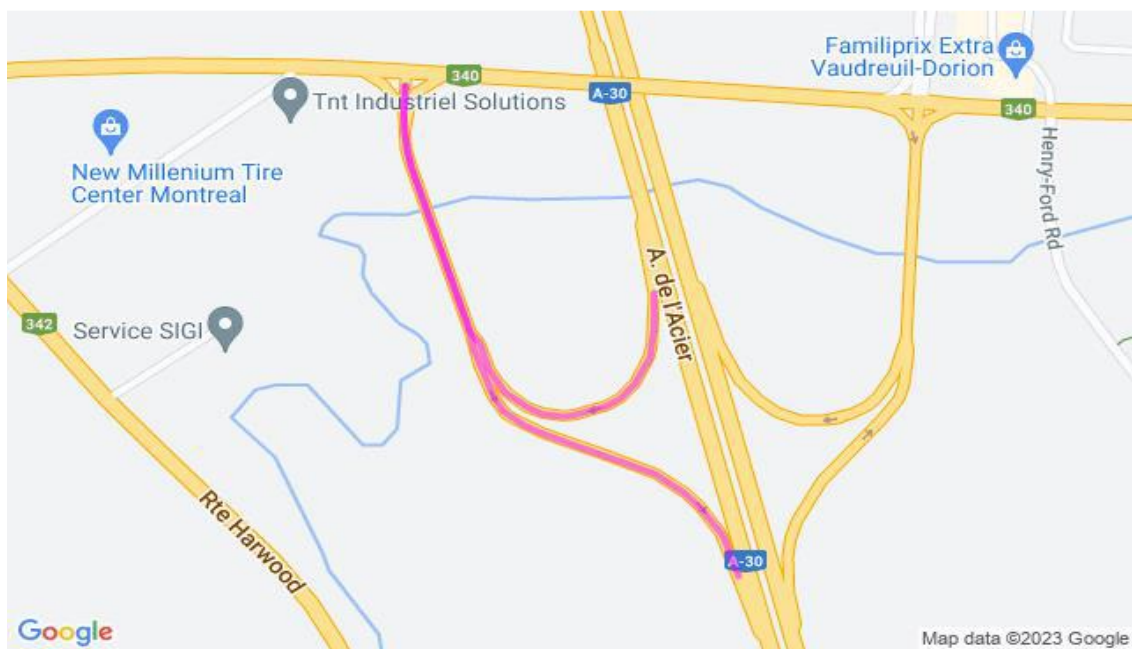 Familiprix Extra
Vaudreuil-Dorion
340
A-30
340
Tnt Industriel Solutions
New Millenium Tire
Center Montreal
Henry-Ford Rd
A. de l'Acier
342
Service SIGI
Rte Harwood
A-30
Google
Map data ©2023 Google